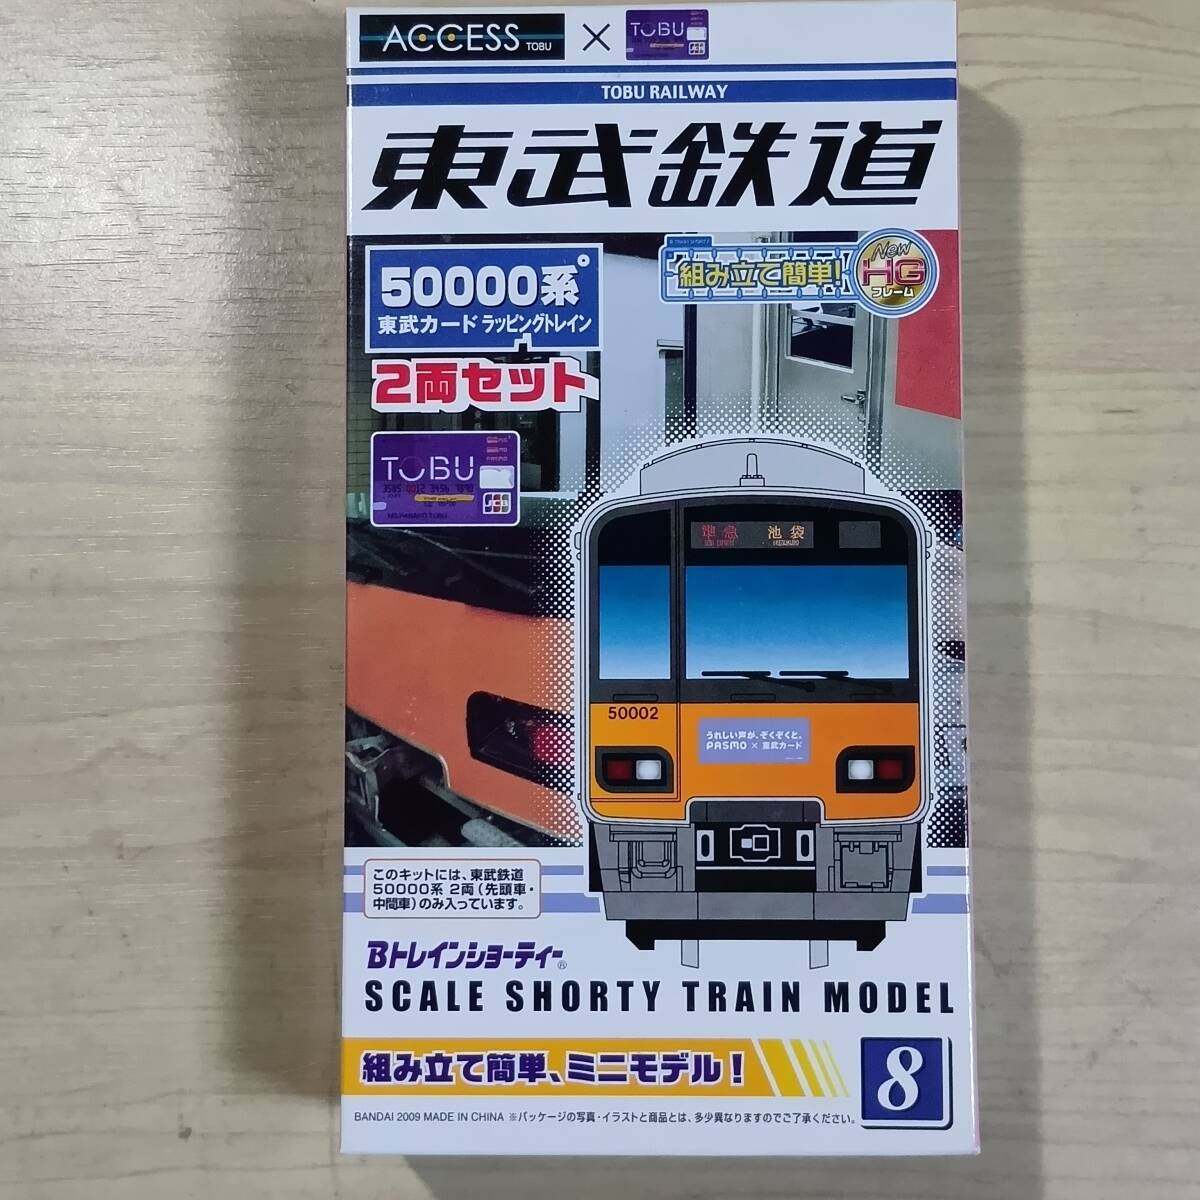 ACCESS TOBU × TOBU JCB
TOBU RAILWAY
東武鉄道
50000系
東武カード ラッピングトレイン
2両セット
組み立て簡単!
New HG フレーム
TOBU
PASMO
JCB
準急 池袋
50002
うれしい声が、ぞくぞくと。
PASMO × 東武カード
このキットには、東武鉄道
50000系 2両(先頭車・
中間車)のみ入っています。
Bトレインショーティー®
SCALE SHORTY TRAIN MODEL
組み立て簡単、ミニモデル!
8
BANDAI 2009 MADE IN CHINA ※パッケージの写真・イラストと商品とは、多少異なりますのでご了承ください。